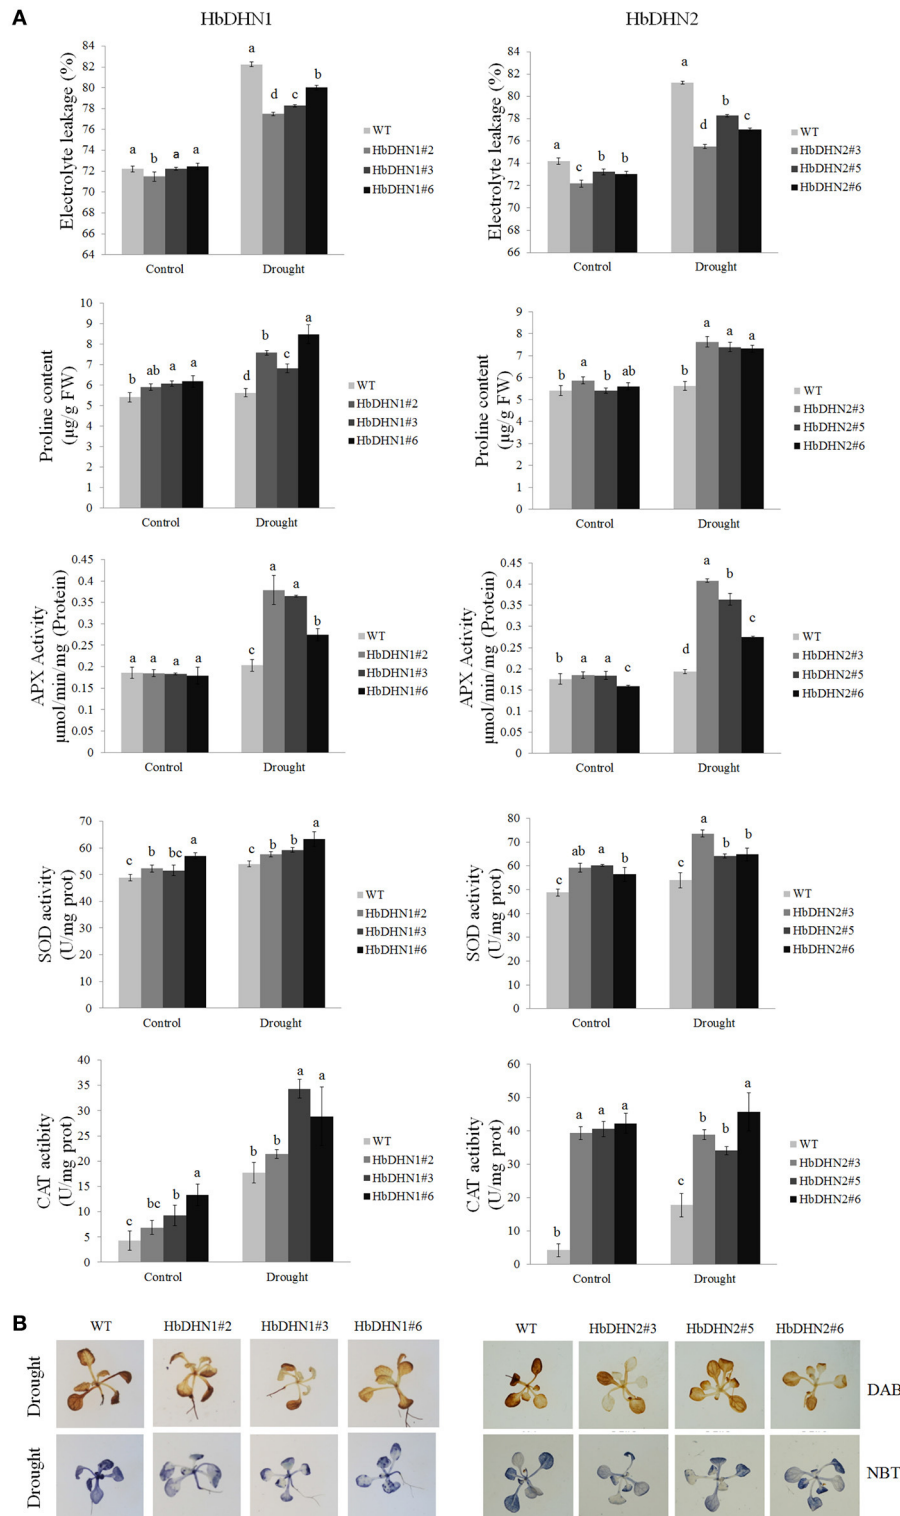 A
HbDHN1
HbDHN2
Electrolyte leakage (%)
84
82
80
78
76
74
72
70
68
66
64
a b a a
a d c b
Control Drought
WT
HbDHN1#2
HbDHN1#3
HbDHN1#6
Electrolyte leakage (%)
84
82
80
78
76
74
72
70
68
66
a c b b
a d b c
Control Drought
WT
HbDHN2#3
HbDHN2#5
HbDHN2#6
Proline content
(µg/g FW)
10
9
8
7
6
5
4
3
2
1
0
b ab a a
d b c a
Control Drought
WT
HbDHN1#2
HbDHN1#3
HbDHN1#6
Proline content
(µg/g FW)
9
8
7
6
5
4
3
2
1
0
b a b ab
b a a a
Control Drought
WT
HbDHN2#3
HbDHN2#5
HbDHN2#6
APX Activity
µmol/min/mg (Protein)
0.45
0.4
0.35
0.3
0.25
0.2
0.15
0.1
0.05
0
a a a a
c a a b
Control Drought
WT
HbDHN1#2
HbDHN1#3
HbDHN1#6
APX Activity
µmol/min/mg (Protein)
0.45
0.4
0.35
0.3
0.25
0.2
0.15
0.1
0.05
0
b a a c
d a b c
Control Drought
WT
HbDHN2#3
HbDHN2#5
HbDHN2#6
SOD activity
(U/mg prot)
70
60
50
40
30
20
10
0
c b bc a
c b b a
Control Drought
WT
HbDHN1#2
HbDHN1#3
HbDHN1#6
SOD activity
(U/mg prot)
80
70
60
50
40
30
20
10
0
c ab a b
c a b b
Control Drought
WT
HbDHN2#3
HbDHN2#5
HbDHN2#6
CAT actibity
(U/mg prot)
40
35
30
25
20
15
10
5
0
c bc b a
b b a a
Control Drought
WT
HbDHN1#2
HbDHN1#3
HbDHN1#6
CAT actibity
(U/mg prot)
60
50
40
30
20
10
0
b a a a
c b b a
Control Drought
WT
HbDHN2#3
HbDHN2#5
HbDHN2#6
B
WT HbDHN1#2 HbDHN1#3 HbDHN1#6
WT HbDHN2#3 HbDHN2#5 HbDHN2#6
Drought
DAB
Drought
NBT